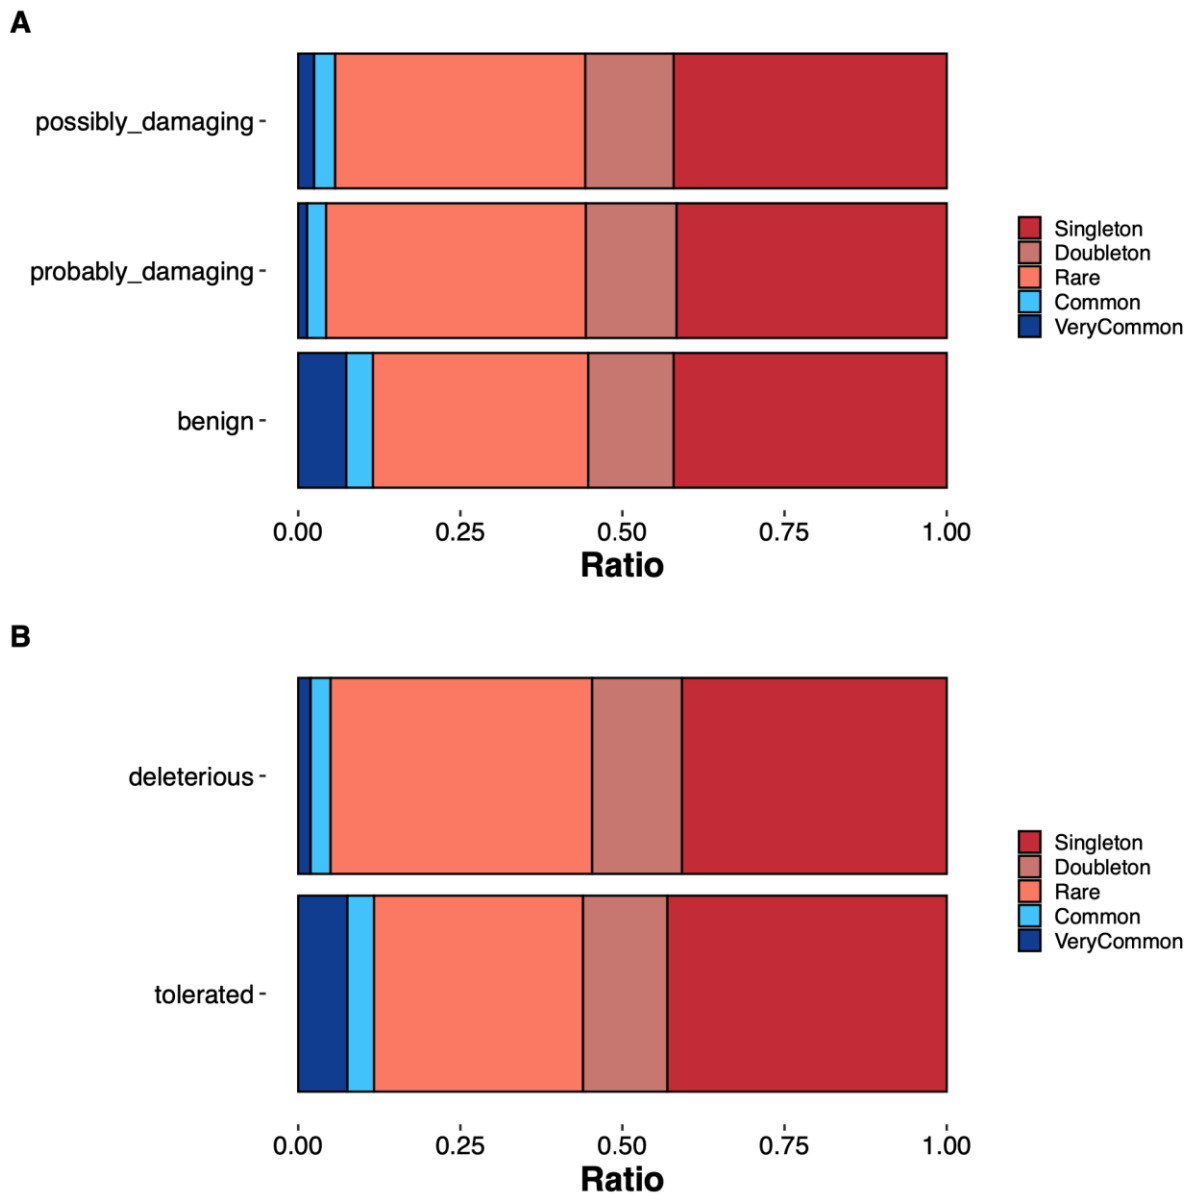 A
possibly_damaging
probably_damaging
benign
0.00 0.25 0.50 0.75 1.00
Ratio
Singleton
Doubleton
Rare
Common
VeryCommon
B
deleterious
tolerated
0.00 0.25 0.50 0.75 1.00
Ratio
Singleton
Doubleton
Rare
Common
VeryCommon